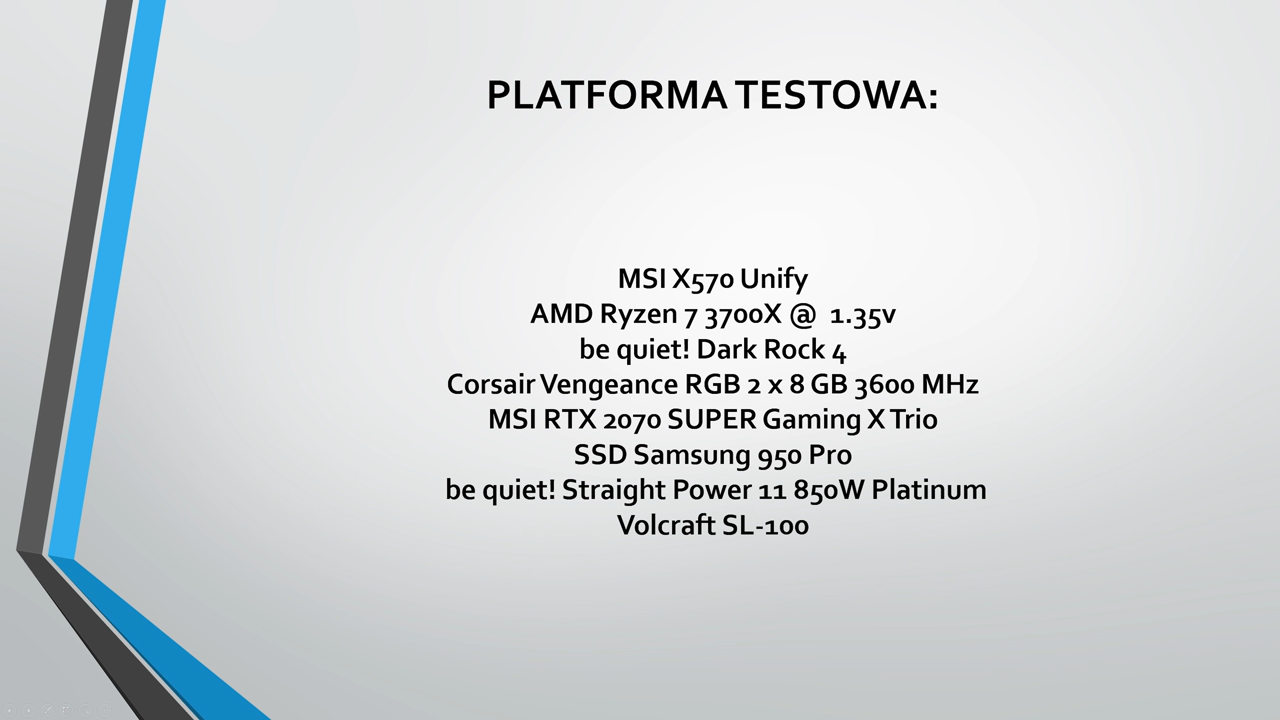 PLATFORMA TESTOWA:
MSI X570 Unify
AMD Ryzen 7 3700X @ 1.35v
be quiet! Dark Rock 4
Corsair Vengeance RGB 2 x 8 GB 3600 MHz
MSI RTX 2070 SUPER Gaming X Trio
SSD Samsung 950 Pro
be quiet! Straight Power 11 850W Platinum
Volcraft SL-100